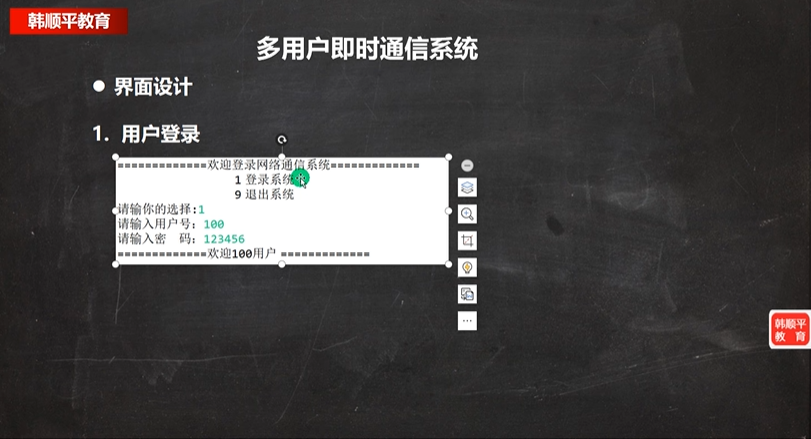 韩顺平教育
多用户即时通信系统
● 界面设计
1. 用户登录
=============欢迎登录网络通信系统=============
1 登录系统
9 退出系统
请输你的选择:1
请输入用户号: 100
请输入密　码: 123456
=============欢迎100用户 =============
韩顺平
教 育